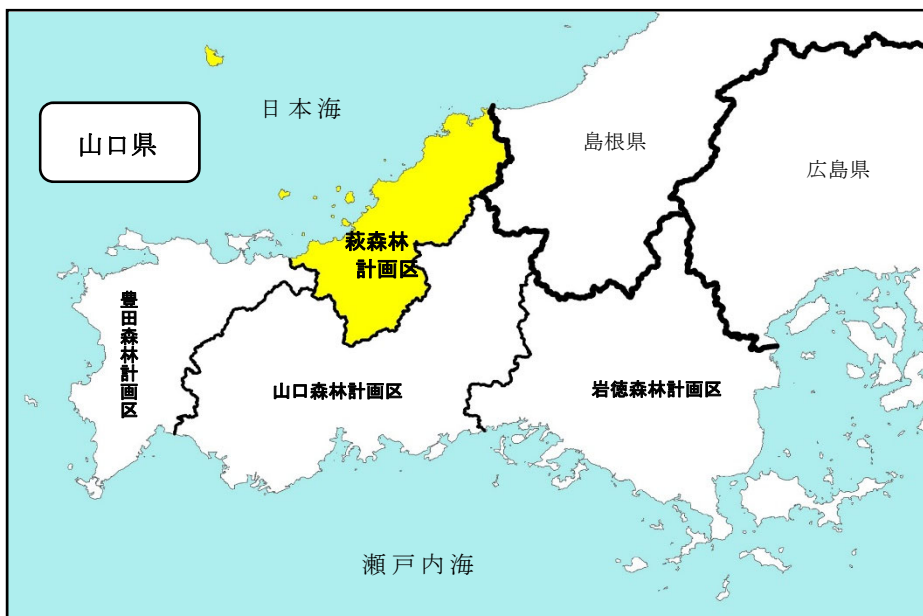 日本海
山口県
島根県
広島県
萩森林
計画区
豊田森林計画区
山口森林計画区
岩徳森林計画区
瀬戸内海